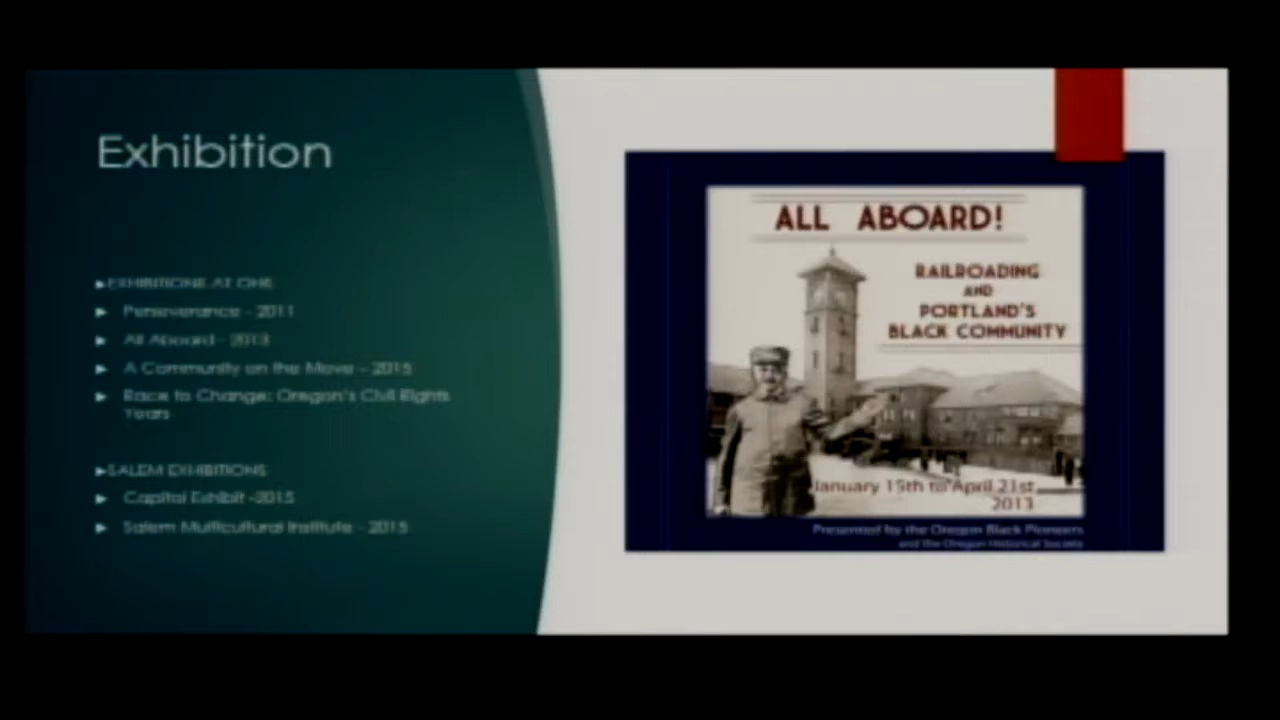 Exhibition
EXHIBITIONS AT OHS
Perseverance - 2011
All Aboard - 2013
A Community on the Move - 2015
Race to Change: Oregon's Civil Rights
Years
SALEM EXHIBITIONS
Capitol Exhibit -2015
Salem Multicultural Institute - 2015
ALL ABOARD!
RAILROADING
AND
PORTLAND'S
BLACK COMMUNITY
January 15th to April 21st
2013
Presented by the Oregon Black Pioneers
and the Oregon Historical Society